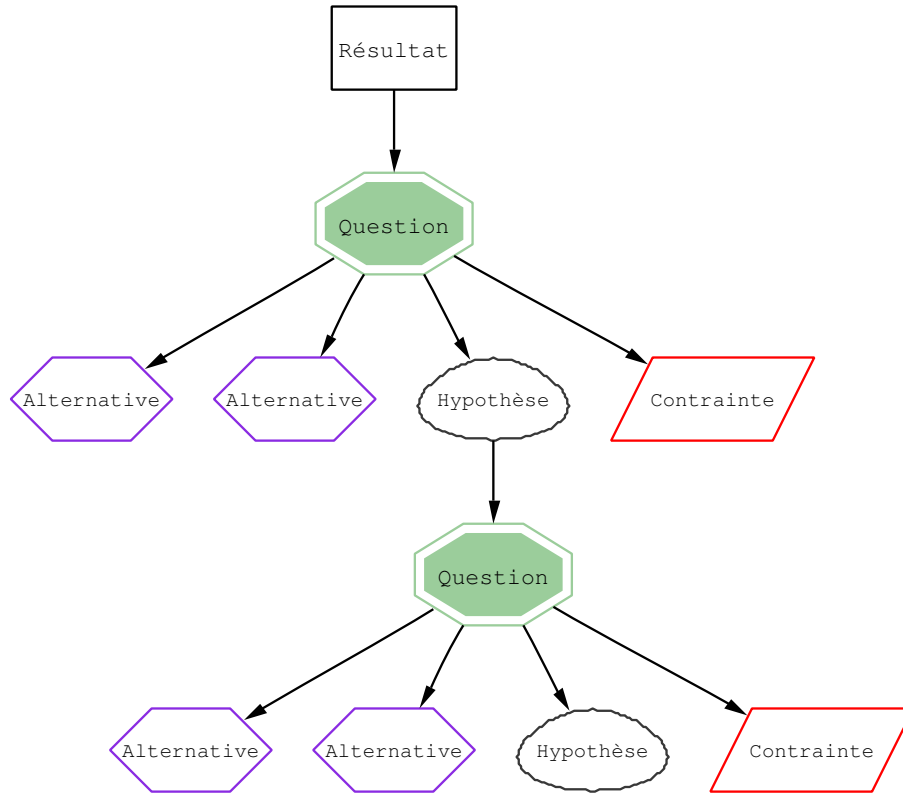 Résultat
Question
Alternative
Alternative
Hypothèse
Contrainte
Question
Alternative
Alternative
Hypothèse
Contrainte